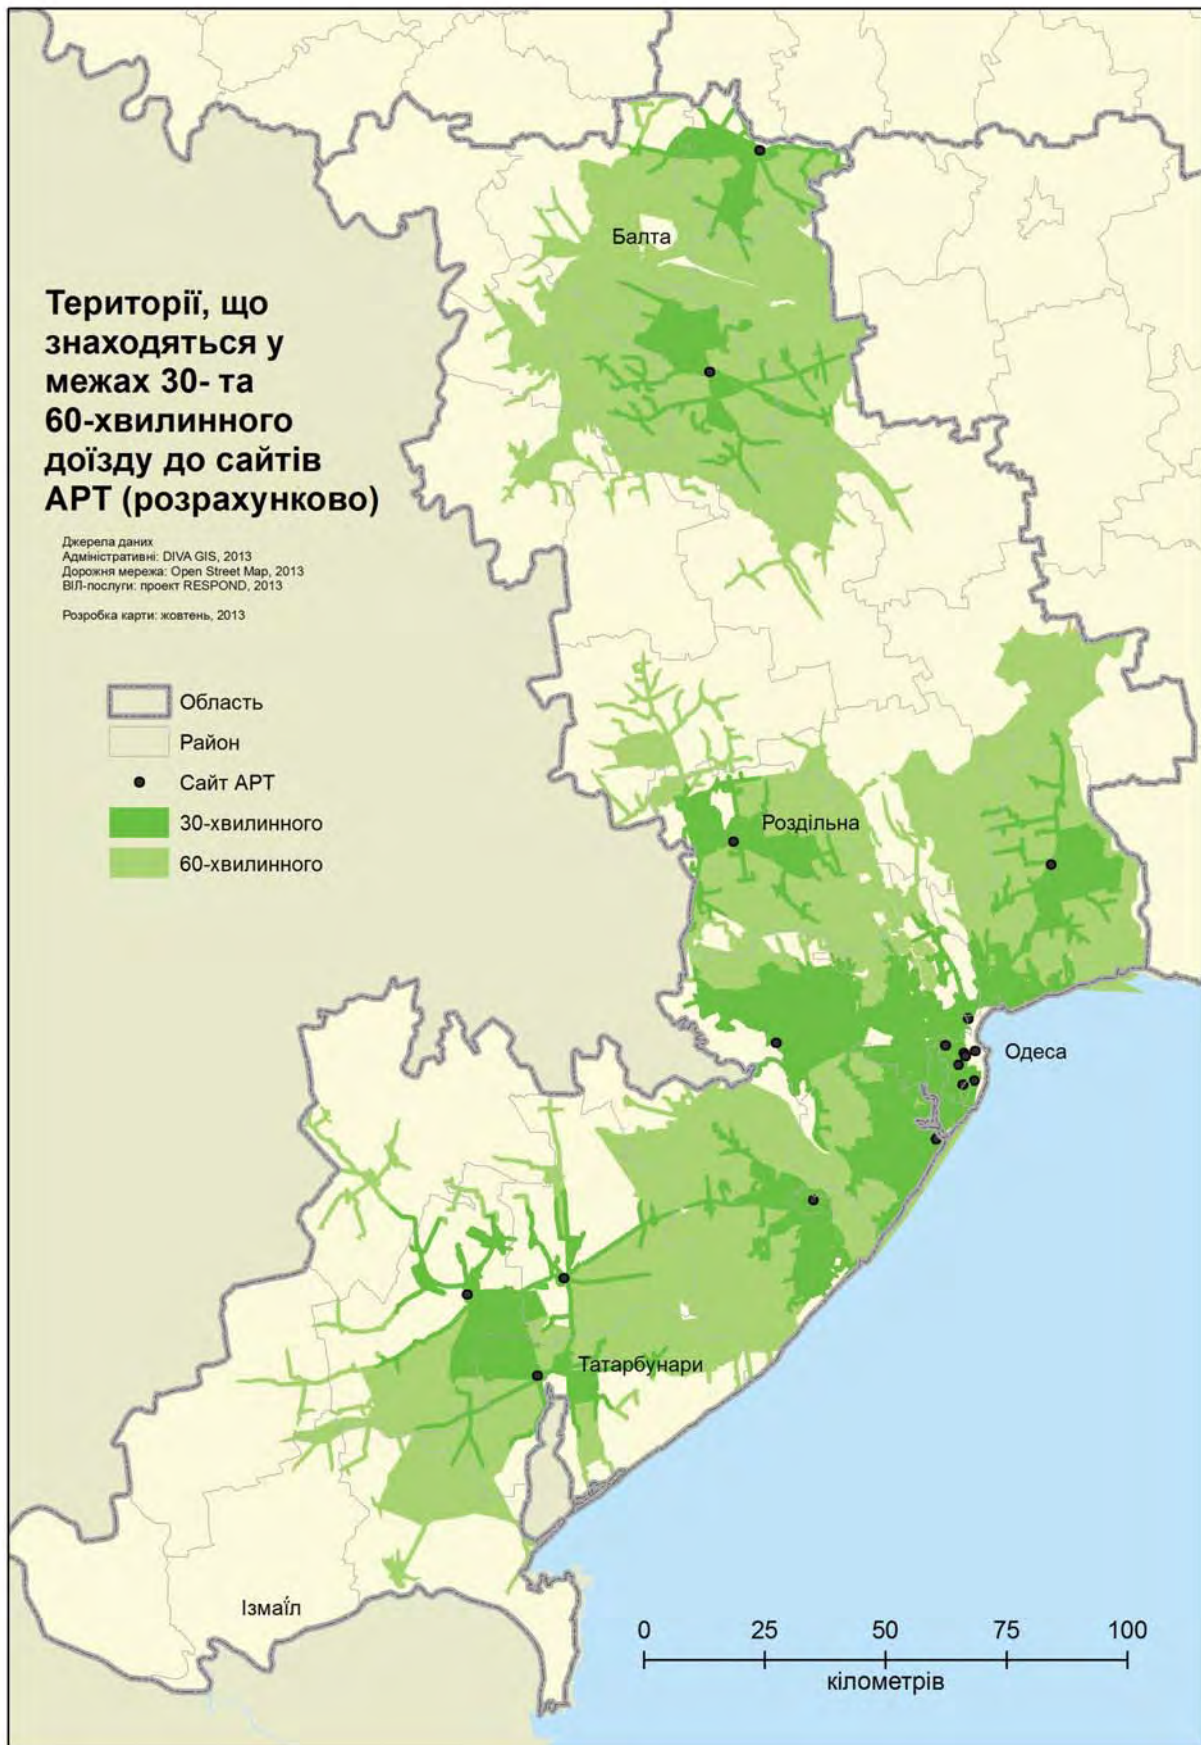 Балта
Території, що
знаходяться у
межах 30- та
60-хвилинного
доїзду до сайтів
АРТ (розрахунково)
Джерела даних
Адміністративні: DIVA GIS, 2013
Дорожня мережа: Open Street Map, 2013
ВІЛ-послуги: проект RESPOND, 2013
Розробка карти: жовтень, 2013
Область
Район
Сайт АРТ
30-хвилинного
60-хвилинного
Роздільна
Одеса
Татарбунари
Ізмаїл
0 25 50 75 100
кілометрів